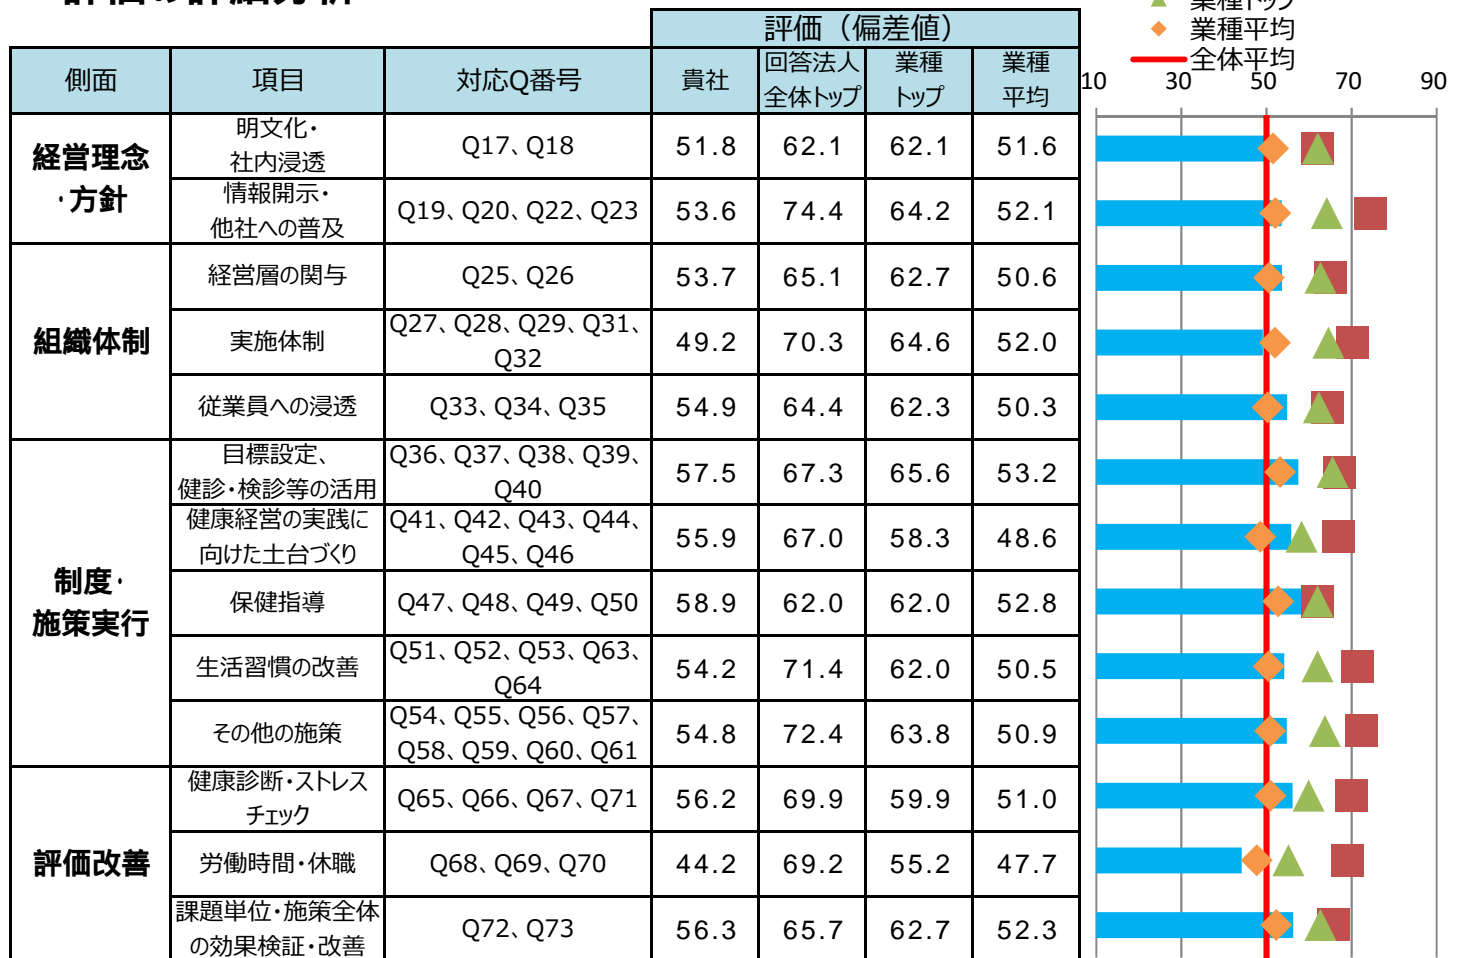 評価の詳細分析
業種トップ
業種平均
全体平均
評価（偏差値）
側面 項目 対応Q番号 貴社 回答法人全体トップ 業種トップ 業種平均
10 30 50 70 90
経営理念・方針
明文化・社内浸透 Q17、Q18 51.8 62.1 62.1 51.6
情報開示・他社への普及 Q19、Q20、Q22、Q23 53.6 74.4 64.2 52.1
組織体制
経営層の関与 Q25、Q26 53.7 65.1 62.7 50.6
実施体制 Q27、Q28、Q29、Q31、Q32 49.2 70.3 64.6 52.0
従業員への浸透 Q33、Q34、Q35 54.9 64.4 62.3 50.3
制度・施策実行
目標設定、健診・検診等の活用 Q36、Q37、Q38、Q39、Q40 57.5 67.3 65.6 53.2
健康経営の実践に向けた土台づくり Q41、Q42、Q43、Q44、Q45、Q46 55.9 67.0 58.3 48.6
保健指導 Q47、Q48、Q49、Q50 58.9 62.0 62.0 52.8
生活習慣の改善 Q51、Q52、Q53、Q63、Q64 54.2 71.4 62.0 50.5
その他の施策 Q54、Q55、Q56、Q57、Q58、Q59、Q60、Q61 54.8 72.4 63.8 50.9
評価改善
健康診断・ストレスチェック Q65、Q66、Q67、Q71 56.2 69.9 59.9 51.0
労働時間・休職 Q68、Q69、Q70 44.2 69.2 55.2 47.7
課題単位・施策全体の効果検証・改善 Q72、Q73 56.3 65.7 62.7 52.3